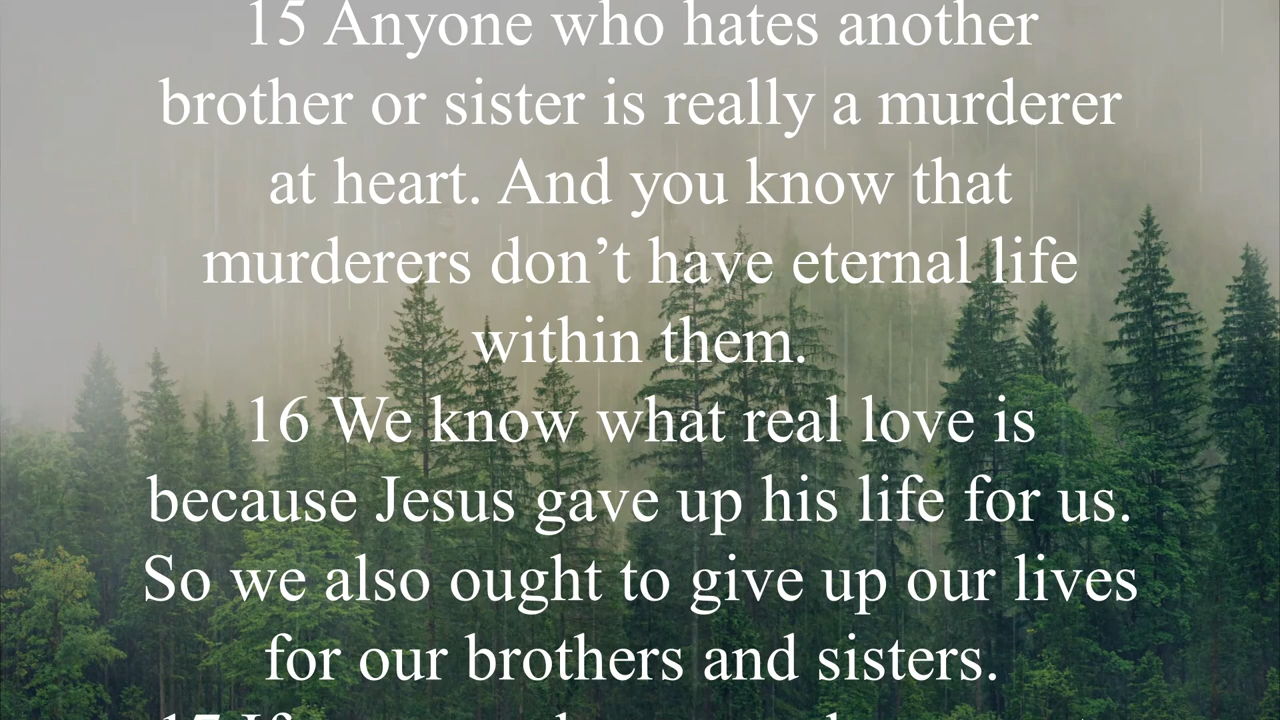 15 Anyone who hates another
brother or sister is really a murderer
at heart. And you know that
murderers don’t have eternal life
within them.
16 We know what real love is
because Jesus gave up his life for us.
So we also ought to give up our lives
for our brothers and sisters.